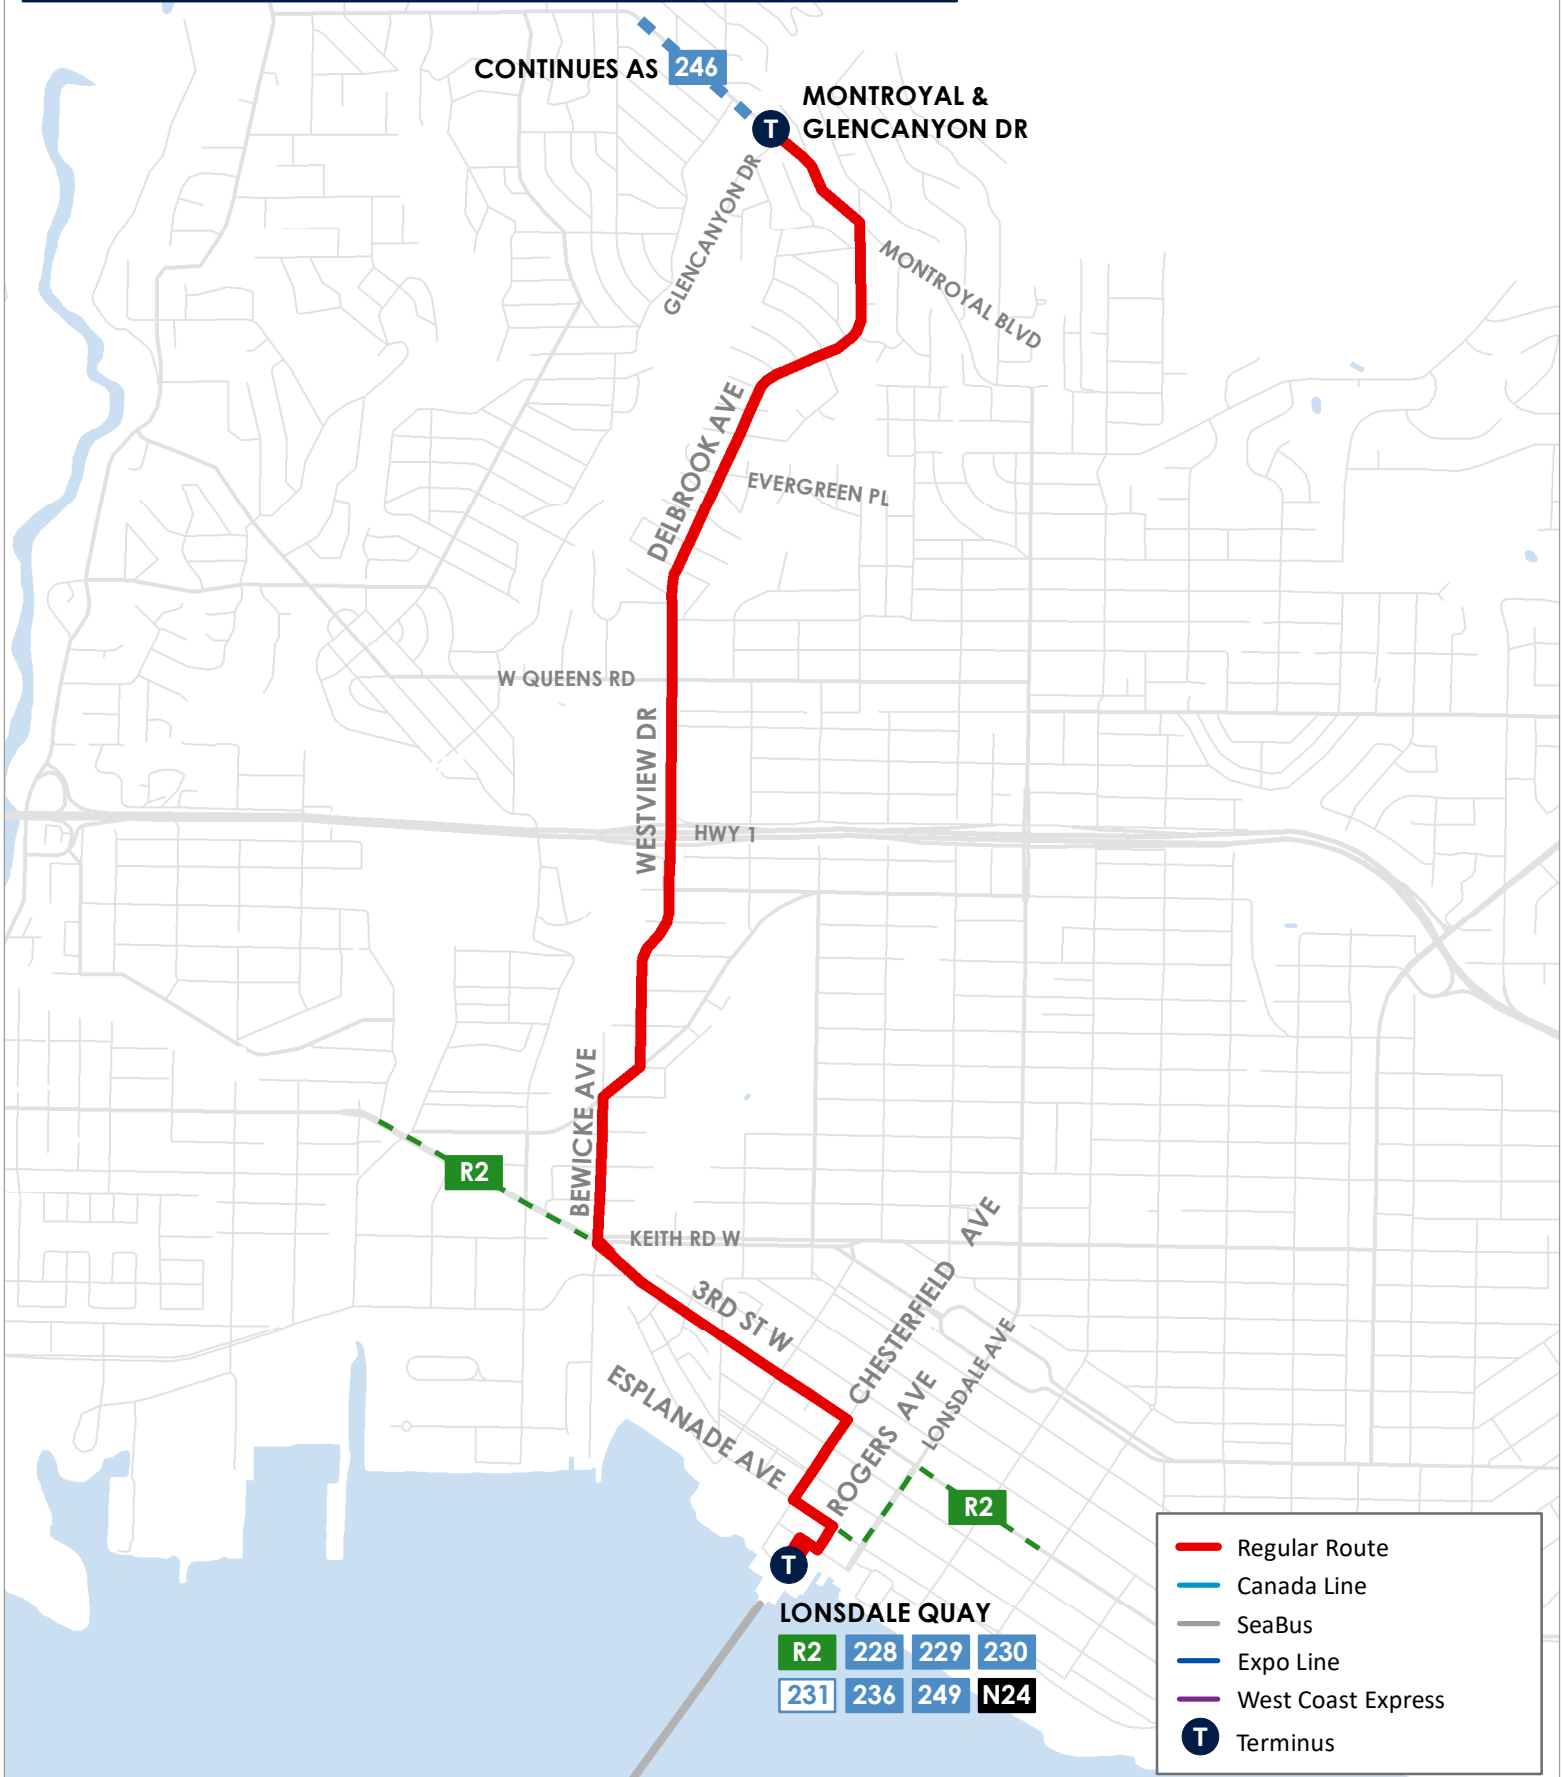 CONTINUES AS 246
MONTROYAL &
GLENCANYON DR
T
GLENCANYON DR
MONTROYAL BLVD
DELBROOK AVE
EVERGREEN PL
W QUEENS RD
WESTVIEW DR
HWY 1
BEWICKE AVE
R2
KEITH RD W
3RD ST W
CHESTERFIELD AVE
ESPLANADE AVE
ROGERS AVE
LONSDALE AVE
R2
T
LONSDALE QUAY
R2 228 229 230
231 236 249 N24
Regular Route
Canada Line
SeaBus
Expo Line
West Coast Express
T Terminus